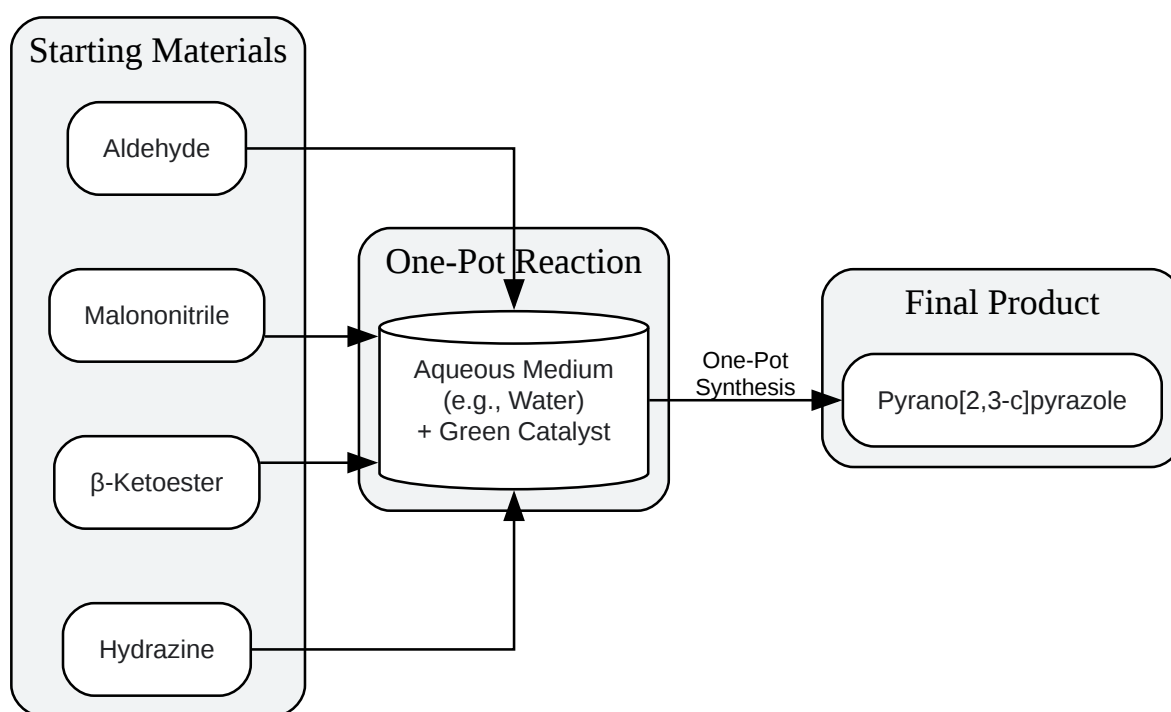 Starting Materials
Aldehyde
Malononitrile
β-Ketoester
Hydrazine
One-Pot Reaction
Aqueous Medium
(e.g., Water)
+ Green Catalyst
One-Pot
Synthesis
Final Product
Pyrano[2,3-c]pyrazole